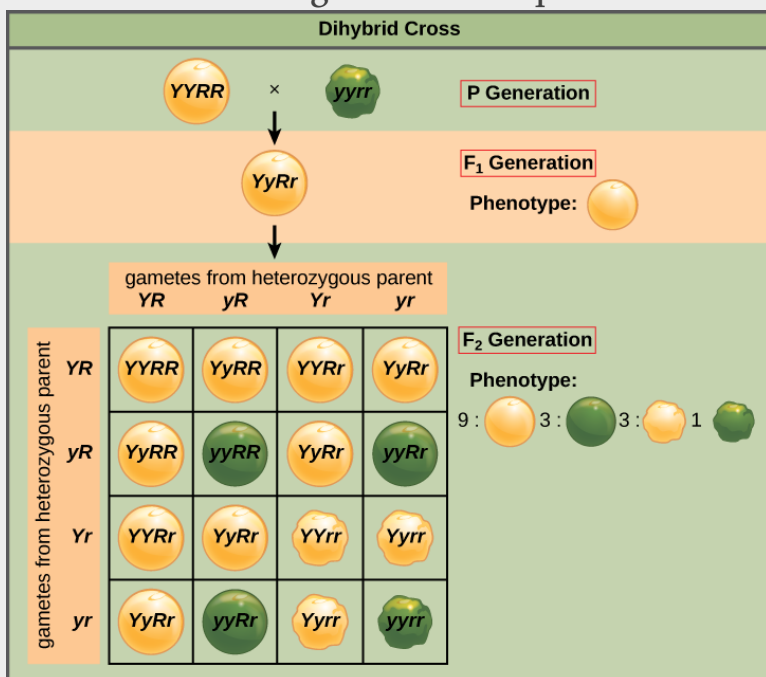 Dihybrid Cross
YYRR × yyrr P Generation
F₁ Generation
YyRr
Phenotype:
gametes from heterozygous parent
YR yR Yr yr
gametes from heterozygous parent
YR YYRR YyRR YYRr YyRr
yR YyRR yyRR YyRr yyRr
Yr YYRr YyRr YYrr Yyrr
yr YyRr yyRr Yyrr yyrr
F₂ Generation
Phenotype:
9 : 3 : 3 : 1